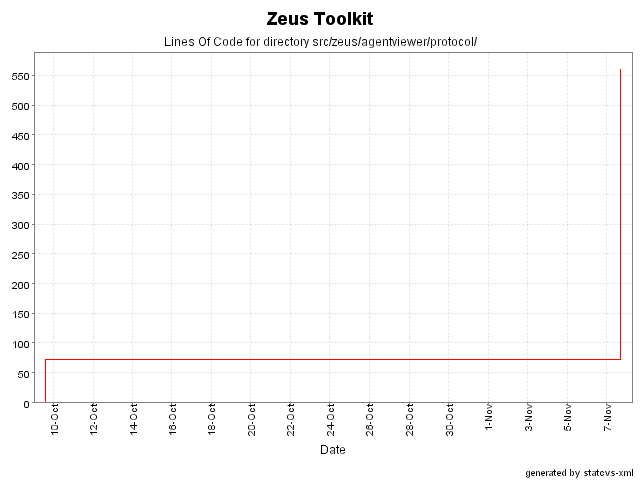 Zeus Toolkit
Lines Of Code for directory src/zeus/agentviewer/protocol/
550
500
450
400
350
300
250
200
150
100
50
0
10-Oct
12-Oct
14-Oct
16-Oct
18-Oct
20-Oct
22-Oct
24-Oct
26-Oct
28-Oct
30-Oct
1-Nov
3-Nov
5-Nov
7-Nov
Date
generated by statcvs-xml